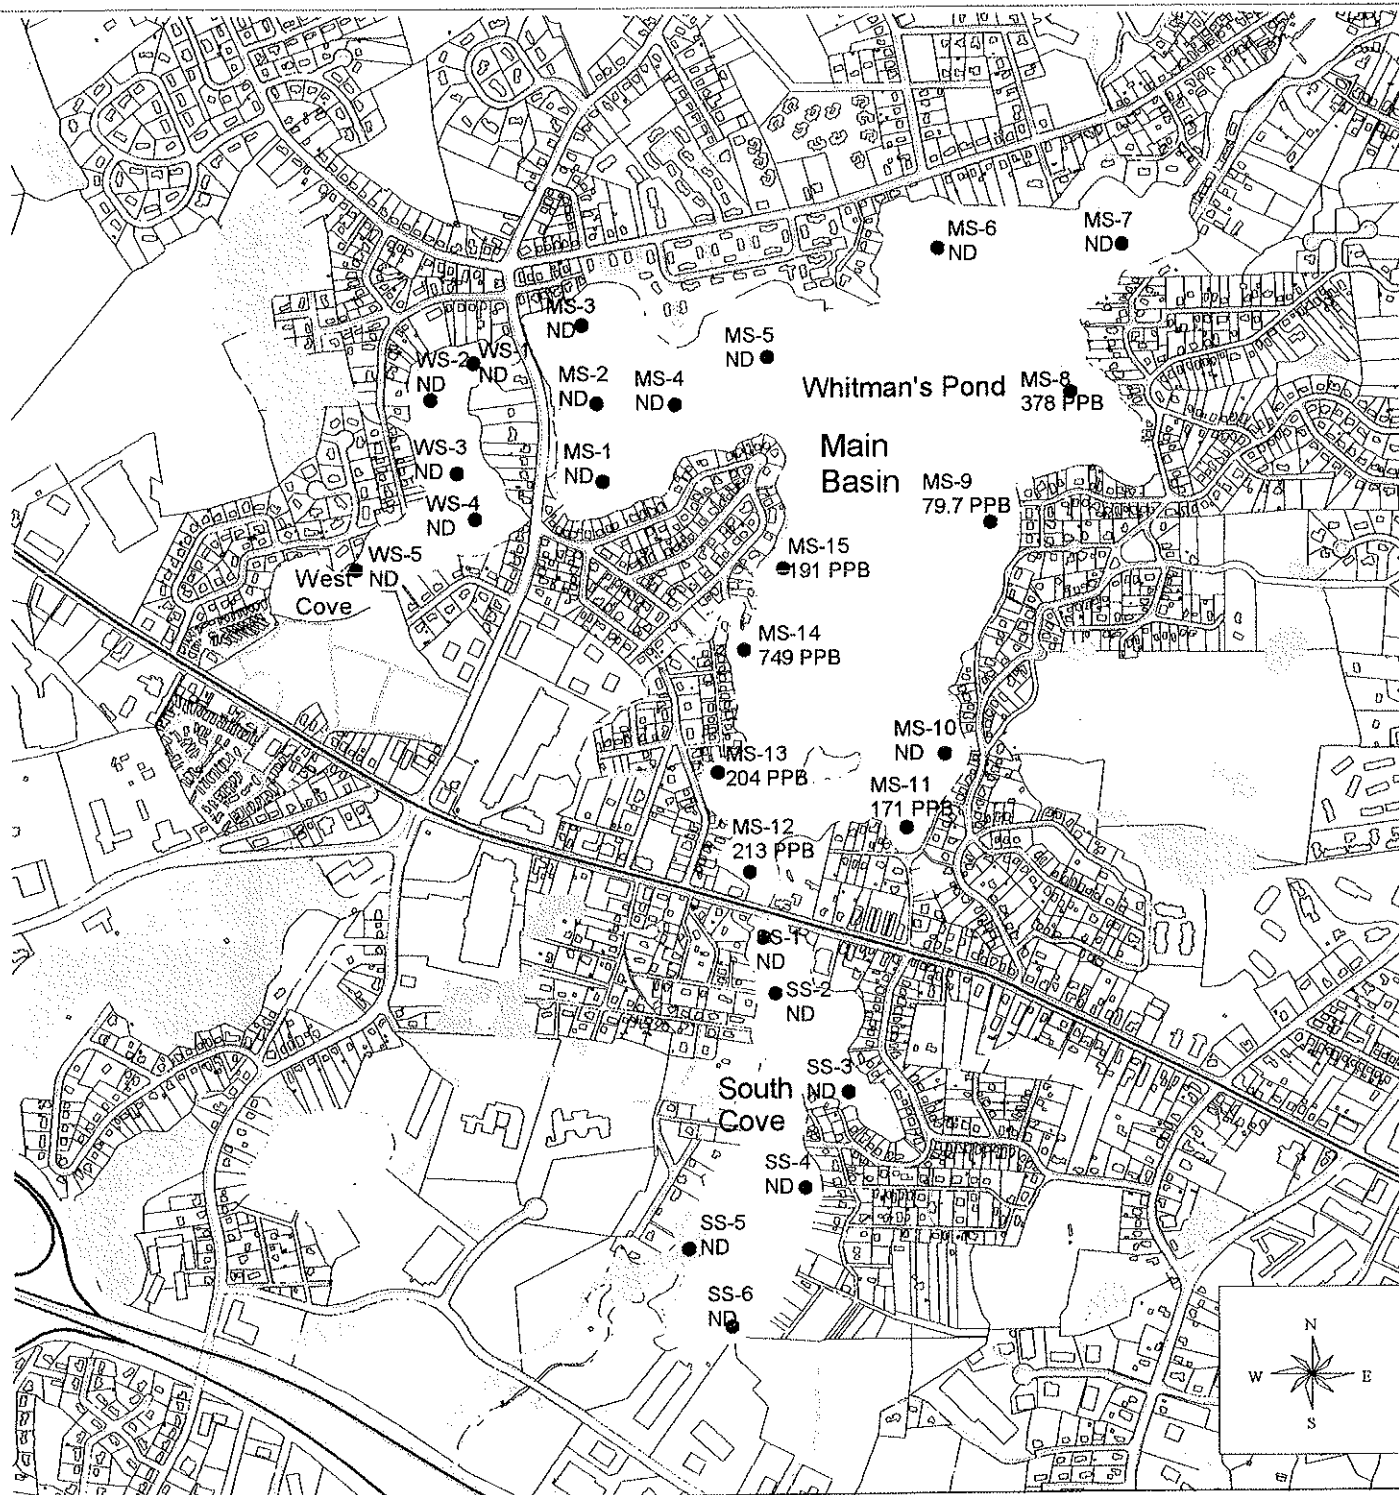 MS-6
ND
MS-7
ND
MS-3
ND
MS-5
ND
WS-2
ND
WS-1
ND
MS-2
ND
MS-4
ND
Whitman's Pond
MS-8
378 PPB
Main
Basin
WS-3
ND
MS-1
ND
MS-9
79.7 PPB
WS-4
ND
WS-5
ND
West
Cove
MS-15
191 PPB
MS-14
749 PPB
MS-10
ND
MS-13
204 PPB
MS-11
171 PPB
MS-12
213 PPB
SS-1
ND
SS-2
ND
SS-3
ND
South
Cove
SS-4
ND
SS-5
ND
SS-6
ND
N
W
E
S